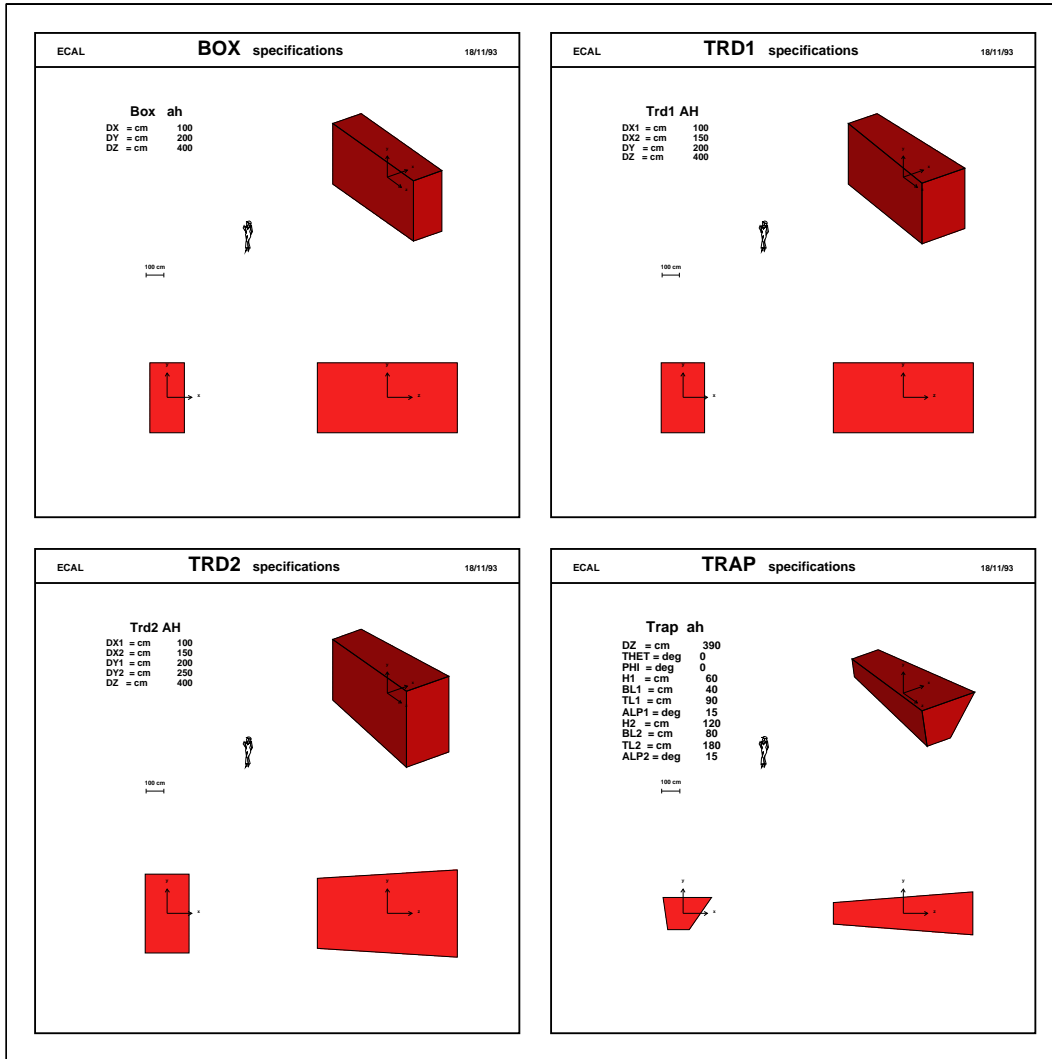 ECAL BOX specifications 18/11/93
Box ah
DX = cm 100
DY = cm 200
DZ = cm 400
100 cm
y
x
y
z
ECAL TRD1 specifications 18/11/93
Trd1 AH
DX1 = cm 100
DX2 = cm 150
DY = cm 200
DZ = cm 400
100 cm
y
x
y
z
ECAL TRD2 specifications 18/11/93
Trd2 AH
DX1 = cm 100
DX2 = cm 150
DY1 = cm 200
DY2 = cm 250
DZ = cm 400
100 cm
y
x
y
z
ECAL TRAP specifications 18/11/93
Trap ah
DZ = cm 390
THET = deg 0
PHI = deg 0
H1 = cm 60
BL1 = cm 40
TL1 = cm 90
ALP1 = deg 15
H2 = cm 120
BL2 = cm 80
TL2 = cm 180
ALP2 = deg 15
100 cm
y
x
y
z